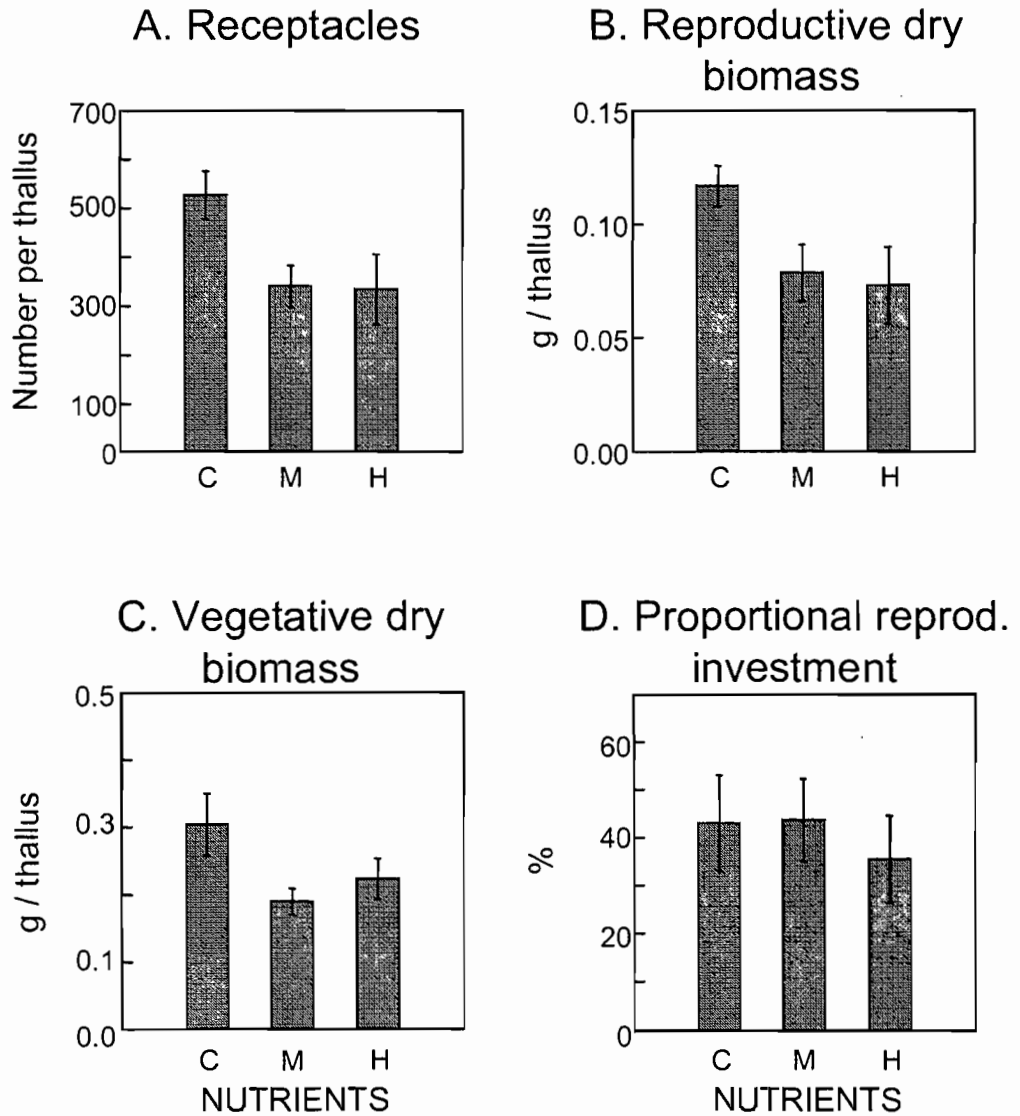 A. Receptacles
Number per thallus
700
500
300
100
0
C M H
B. Reproductive dry
biomass
g / thallus
0.15
0.10
0.05
0.00
C M H
C. Vegetative dry
biomass
g / thallus
0.5
0.3
0.1
0.0
C M H
NUTRIENTS
D. Proportional reprod.
investment
%
60
40
20
0
C M H
NUTRIENTS